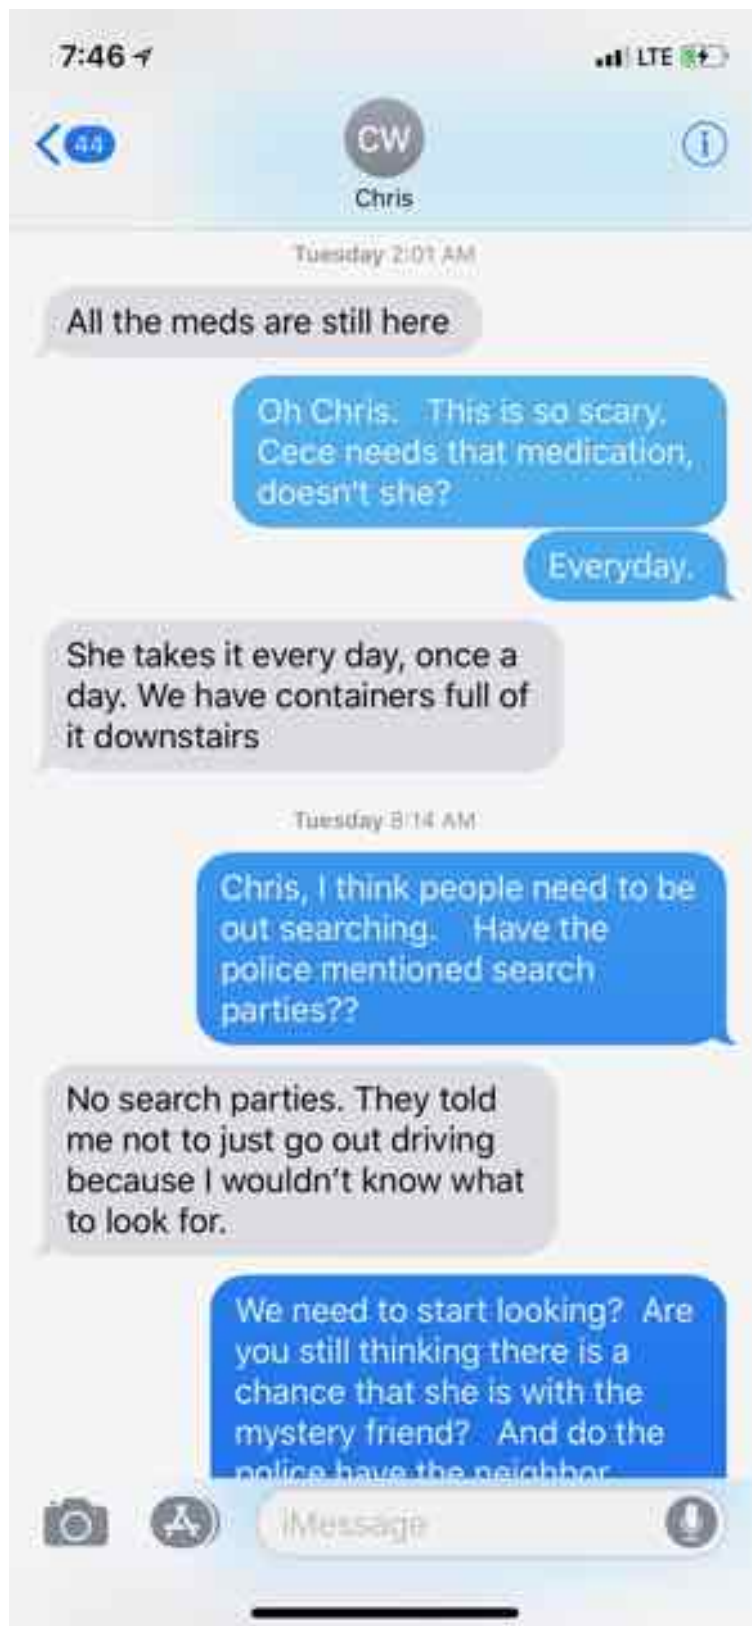 7:46
LTE
44
CW
Chris
Tuesday 2:01 AM
All the meds are still here
Oh Chris. This is so scary.
Cece needs that medication,
doesn't she?
Everyday.
She takes it every day, once a
day. We have containers full of
it downstairs
Tuesday 8:14 AM
Chris, I think people need to be
out searching. Have the
police mentioned search
parties??
No search parties. They told
me not to just go out driving
because I wouldn't know what
to look for.
We need to start looking? Are
you still thinking there is a
chance that she is with the
mystery friend? And do the
police have the neighbor
iMessage